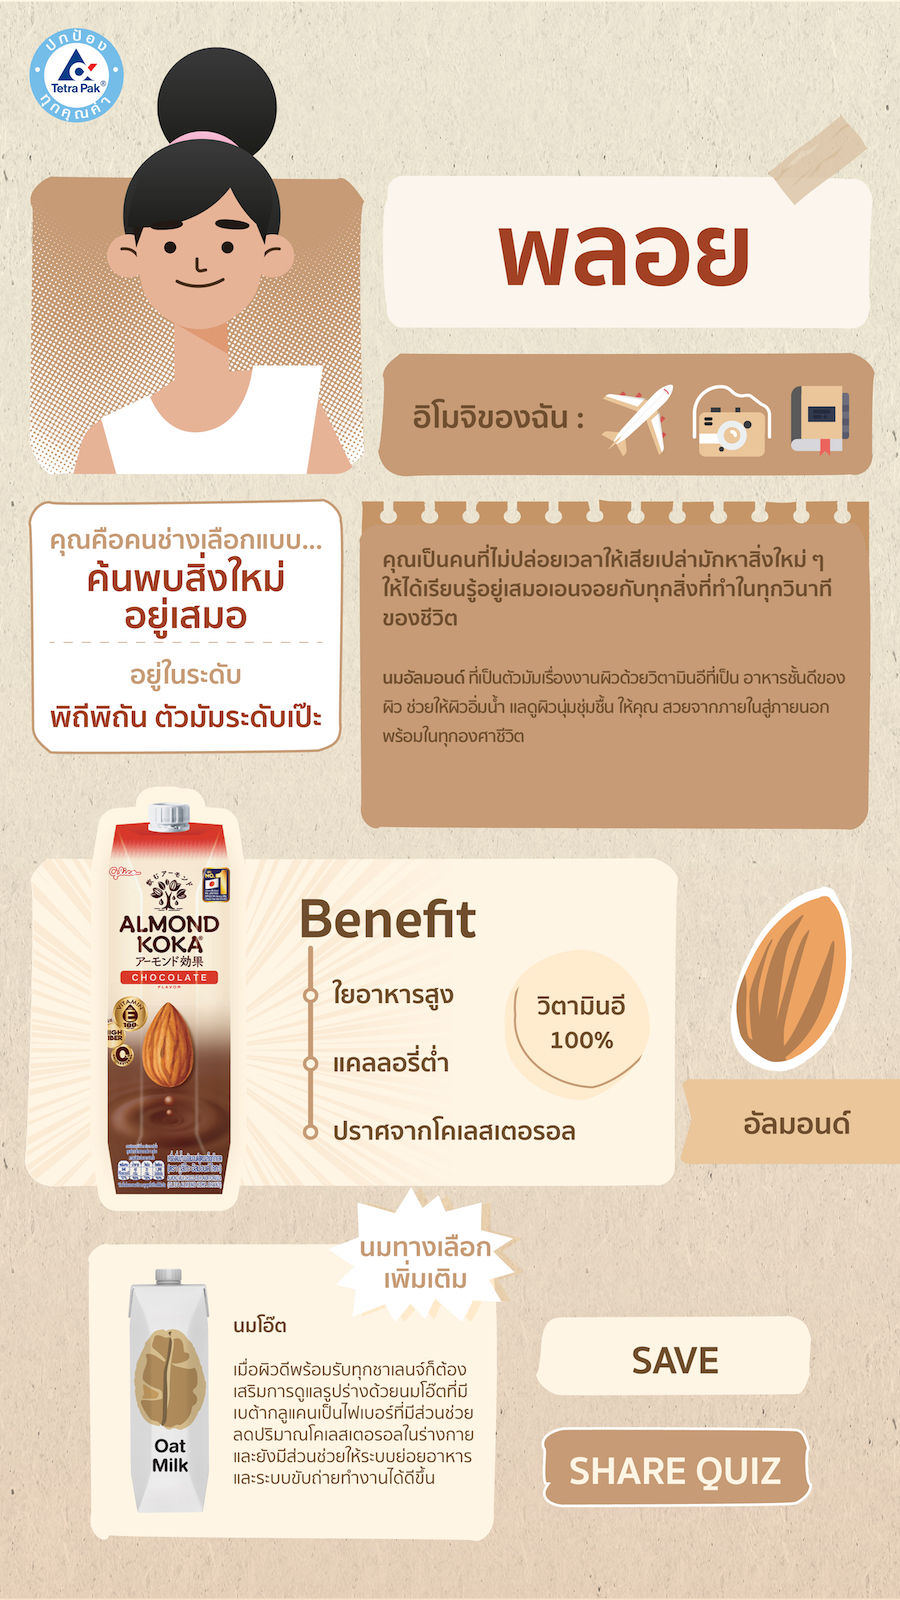 ปกป้อง
Tetra Pak®
ทุกคุณค่า
พลอย
อิโมจิของฉัน :
คุณคือคนช่างเลือกแบบ...
ค้นพบสิ่งใหม่
อยู่เสมอ
อยู่ในระดับ
พิถีพิถัน ตัวมัมระดับเป๊ะ
คุณเป็นคนที่ไม่ปล่อยเวลาให้เสียเปล่ามักหาสิ่งใหม่ ๆ
ให้ได้เรียนรู้อยู่เสมอเอนจอยกับทุกสิ่งที่ทำในทุกวินาที
ของชีวิต
นมอัลมอนด์ ที่เป็นตัวมัมเรื่องงานผิวด้วยวิตามินอีที่เป็น อาหารชั้นดีของ
ผิว ช่วยให้ผิวอิ่มน้ำ แลดูผิวนุ่มชุ่มชื้น ให้คุณ สวยจากภายในสู่ภายนอก
พร้อมในทุกองศาชีวิต
Glico
飲むアーモンド
NO.1
ALMOND
KOKA
アーモンド効果
CHOCOLATE
FLAVOR
VITAMIN
E
100
HIGH
FIBER
Benefit
ใยอาหารสูง
แคลลอรี่ต่ำ
ปราศจากโคเลสเตอรอล
วิตามินอี
100%
อัลมอนด์
นมทางเลือก
เพิ่มเติม
Oat
Milk
นมโอ๊ต
เมื่อผิวดีพร้อมรับทุกชาเลนจ์ก็ต้อง
เสริมการดูแลรูปร่างด้วยนมโอ๊ตที่มี
เบต้ากลูแคนเป็นไฟเบอร์ที่มีส่วนช่วย
ลดปริมาณโคเลสเตอรอลในร่างกาย
และยังมีส่วนช่วยให้ระบบย่อยอาหาร
และระบบขับถ่ายทำงานได้ดีขึ้น
SAVE
SHARE QUIZ